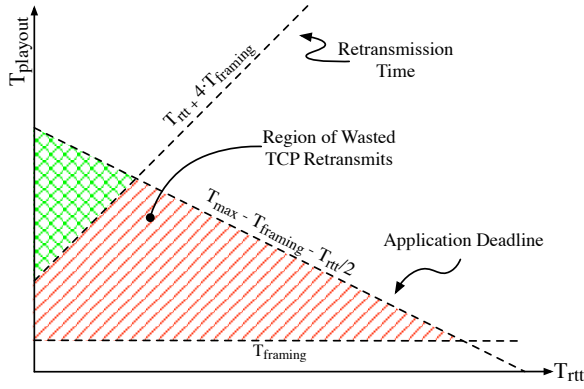 T_playout
T_rtt + 4·T_framing
Retransmission
Time
Region of Wasted
TCP Retransmits
T_max - T_framing - T_rtt/2
Application Deadline
T_framing
T_rtt